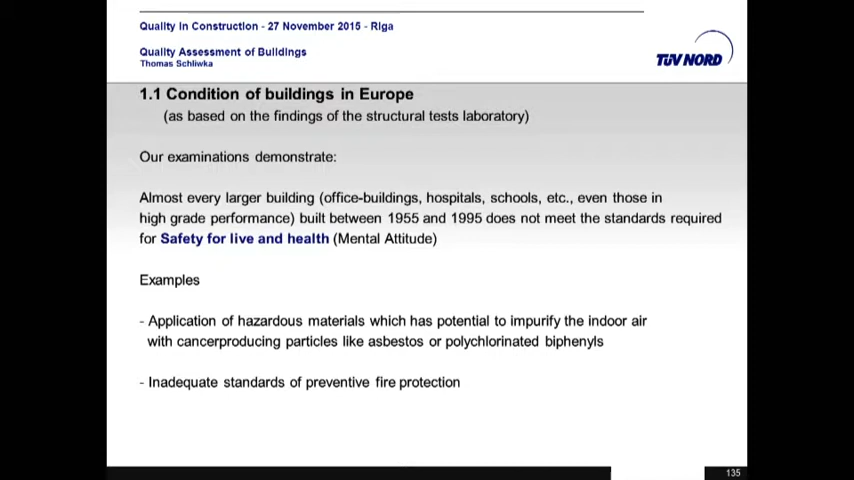 Quality in Construction - 27 November 2015 - Riga
Quality Assessment of Buildings
Thomas Schliwka
TÜV NORD
1.1 Condition of buildings in Europe
(as based on the findings of the structural tests laboratory)
Our examinations demonstrate:
Almost every larger building (office-buildings, hospitals, schools, etc., even those in
high grade performance) built between 1955 and 1995 does not meet the standards required
for Safety for live and health (Mental Attitude)
Examples
- Application of hazardous materials which has potential to impurify the indoor air
with cancerproducing particles like asbestos or polychlorinated biphenyls
- Inadequate standards of preventive fire protection
135